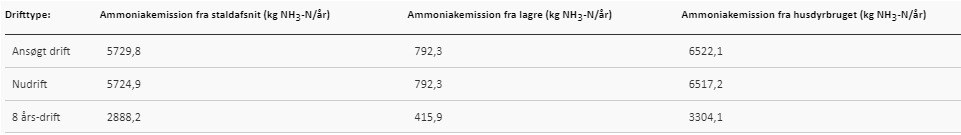 Drifttype: Ammoniakemission fra staldafsnit (kg NH3-N/år) Ammoniakemission fra lagre (kg NH3-N/år) Ammoniakemission fra husdyrbruget (kg NH3-N/år)
Ansøgt drift 5729,8 792,3 6522,1
Nudrift 5724,9 792,3 6517,2
8 års-drift 2888,2 415,9 3304,1